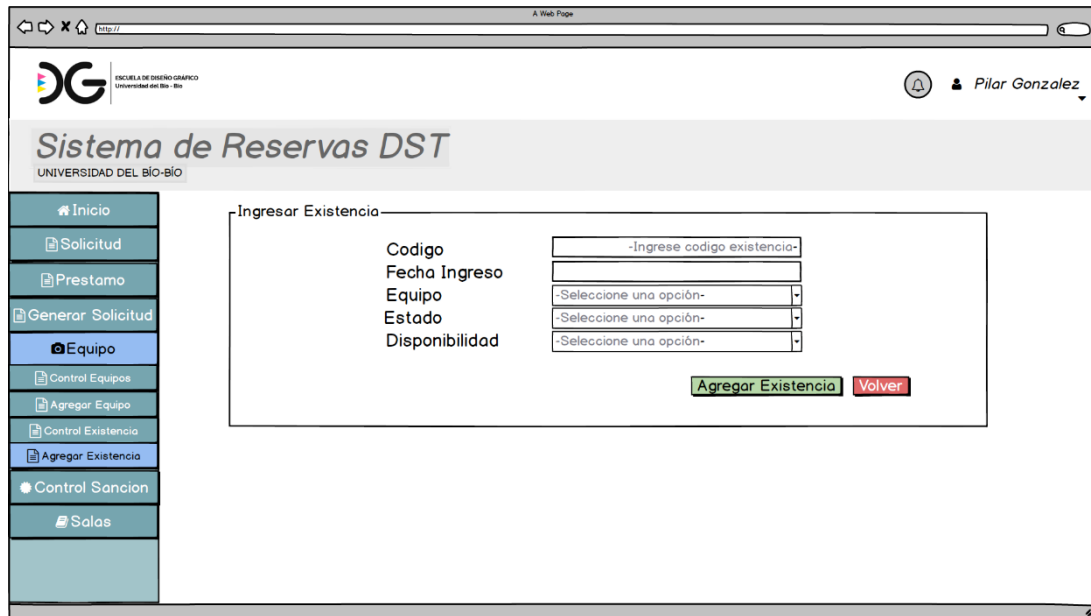 A Web Page
http://
DG
ESCUELA DE DISEÑO GRÁFICO
Universidad del Bío - Bío
Pilar Gonzalez
Sistema de Reservas DST
UNIVERSIDAD DEL BÍO-BÍO
Inicio
Solicitud
Prestamo
Generar Solicitud
Equipo
Control Equipos
Agregar Equipo
Control Existencia
Agregar Existencia
Control Sancion
Salas
Ingresar Existencia
Codigo -Ingrese codigo existencia-
Fecha Ingreso
Equipo -Seleccione una opción-
Estado -Seleccione una opción-
Disponibilidad -Seleccione una opción-
Agregar Existencia Volver